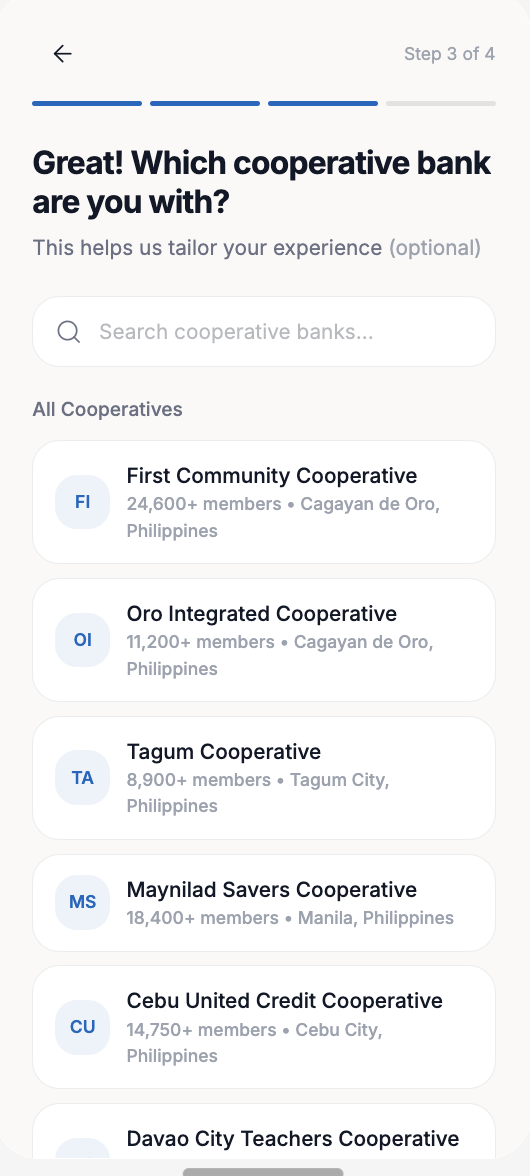 Step 3 of 4
Great! Which cooperative bank
are you with?
This helps us tailor your experience (optional)
Search cooperative banks...
All Cooperatives
FI
First Community Cooperative
24,600+ members • Cagayan de Oro,
Philippines
OI
Oro Integrated Cooperative
11,200+ members • Cagayan de Oro,
Philippines
TA
Tagum Cooperative
8,900+ members • Tagum City,
Philippines
MS
Maynilad Savers Cooperative
18,400+ members • Manila, Philippines
CU
Cebu United Credit Cooperative
14,750+ members • Cebu City,
Philippines
Davao City Teachers Cooperative